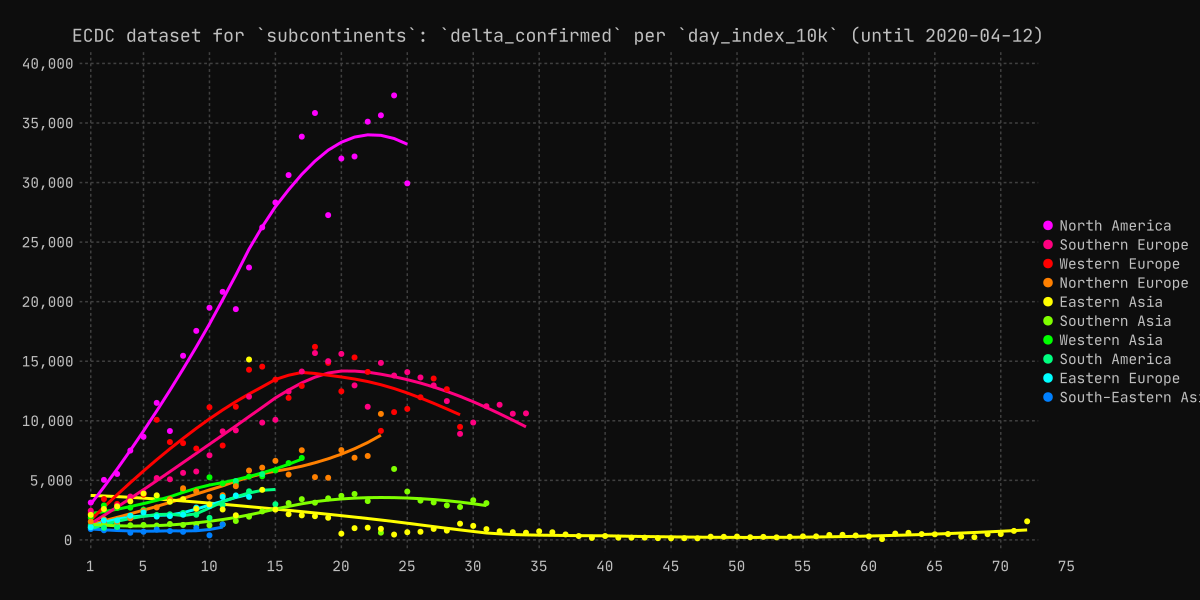 ECDC dataset for `subcontinents`: `delta_confirmed` per `day_index_10k` (until 2020-04-12)
40,000
35,000
30,000
25,000
20,000
15,000
10,000
5,000
0
1 5 10 15 20 25 30 35 40 45 50 55 60 65 70 75
North America
Southern Europe
Western Europe
Northern Europe
Eastern Asia
Southern Asia
Western Asia
South America
Eastern Europe
South-Eastern Asi